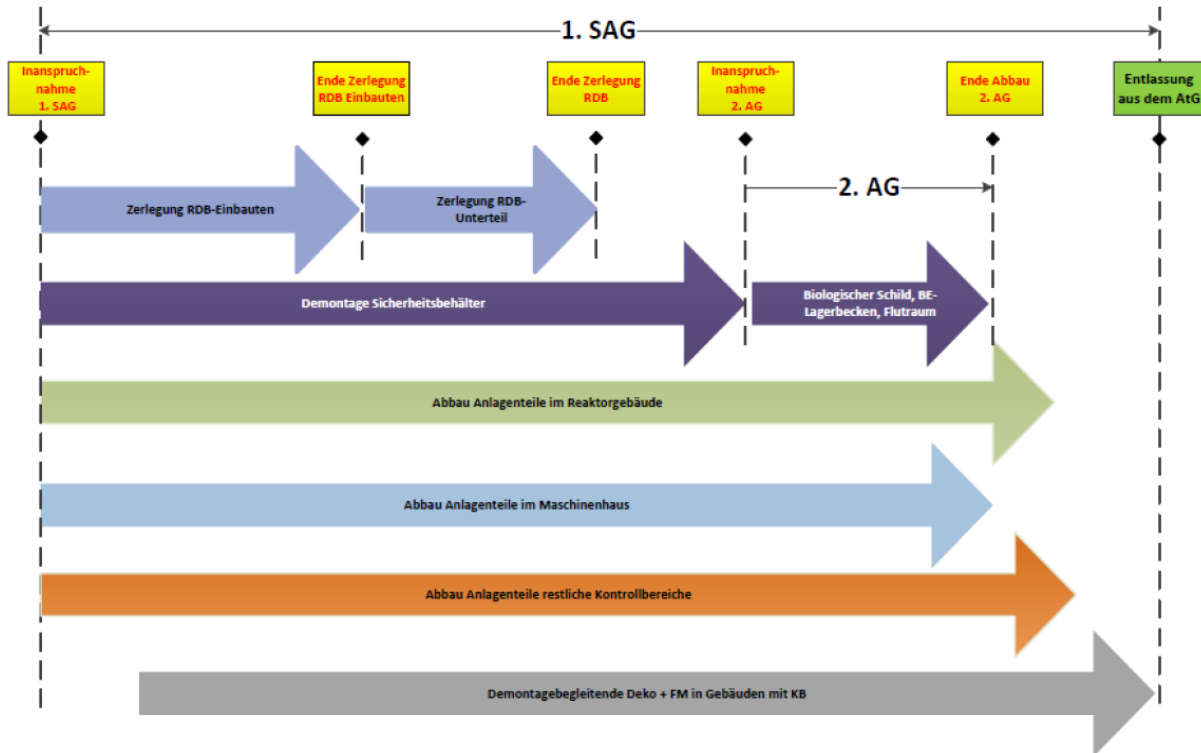 1. SAG
Inanspruch-
nahme
1. SAG
Ende Zerlegung
RDB Einbauten
Ende Zerlegung
RDB
Inanspruch-
nahme
2. AG
Ende Abbau
2. AG
Entlassung
aus dem AtG
2. AG
Zerlegung RDB-Einbauten
Zerlegung RDB-
Unterteil
Demontage Sicherheitsbehälter
Biologischer Schild, BE-
Lagerbecken, Flutraum
Abbau Anlagenteile im Reaktorgebäude
Abbau Anlagenteile im Maschinenhaus
Abbau Anlagenteile restliche Kontrollbereiche
Demontagebegleitende Deko + FM in Gebäuden mit KB